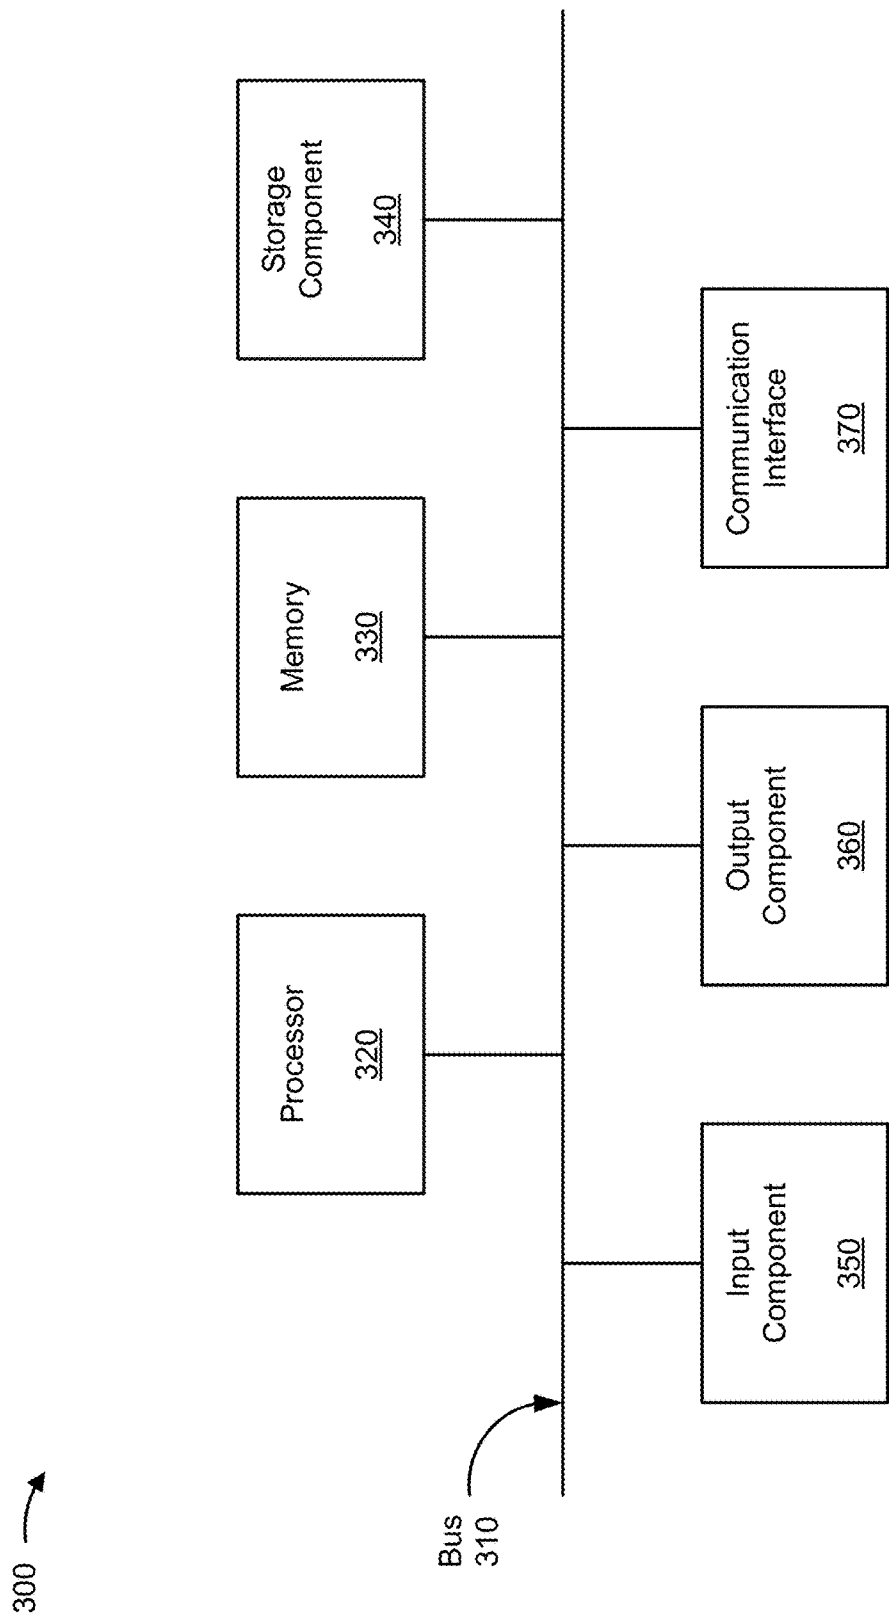 300
Processor
320
Memory
330
Storage
Component
340
Bus
310
Input
Component
350
Output
Component
360
Communication
Interface
370